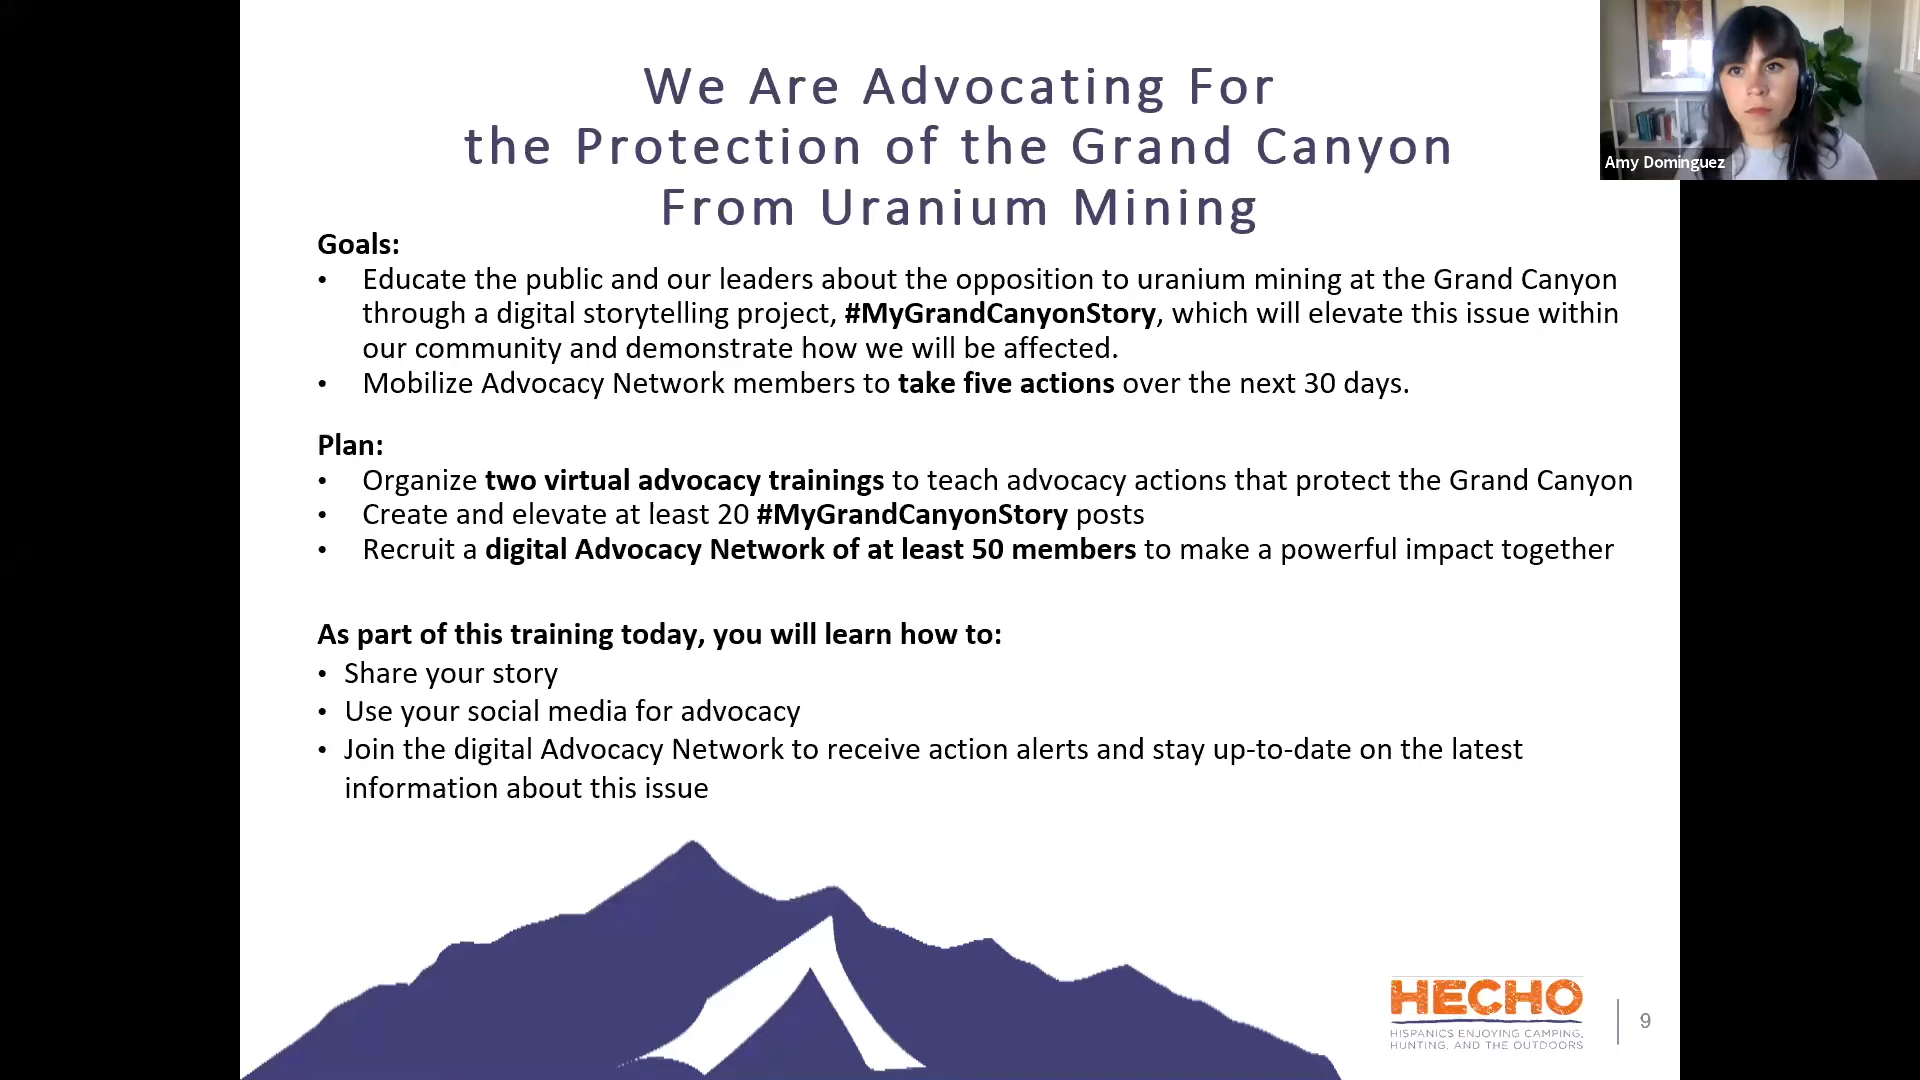 We Are Advocating For
the Protection of the Grand Canyon
From Uranium Mining
Amy Dominguez
Goals:
• Educate the public and our leaders about the opposition to uranium mining at the Grand Canyon
through a digital storytelling project, #MyGrandCanyonStory, which will elevate this issue within
our community and demonstrate how we will be affected.
• Mobilize Advocacy Network members to take five actions over the next 30 days.
Plan:
• Organize two virtual advocacy trainings to teach advocacy actions that protect the Grand Canyon
• Create and elevate at least 20 #MyGrandCanyonStory posts
• Recruit a digital Advocacy Network of at least 50 members to make a powerful impact together
As part of this training today, you will learn how to:
• Share your story
• Use your social media for advocacy
• Join the digital Advocacy Network to receive action alerts and stay up-to-date on the latest
information about this issue
HECHO
HISPANICS ENJOYING CAMPING,
HUNTING, AND THE OUTDOORS
9